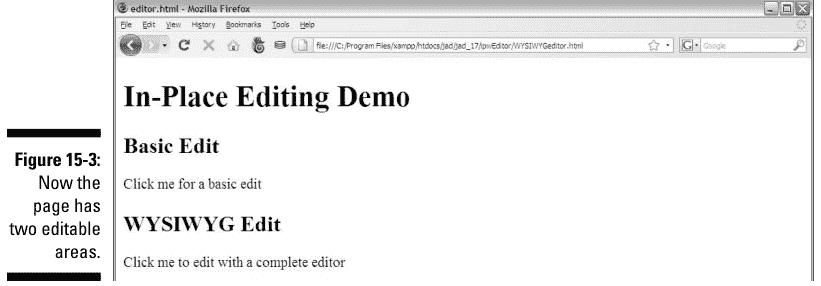 editor.html - Mozilla Firefox
File Edit View History Bookmarks Tools Help
file:///C:/Program Files/xampp/htdocs/jad/jad_17/ipwEditor/WYSIWYGeditor.html
G Google
In-Place Editing Demo
Basic Edit
Click me for a basic edit
WYSIWYG Edit
Click me to edit with a complete editor
Figure 15-3:
Now the
page has
two editable
areas.